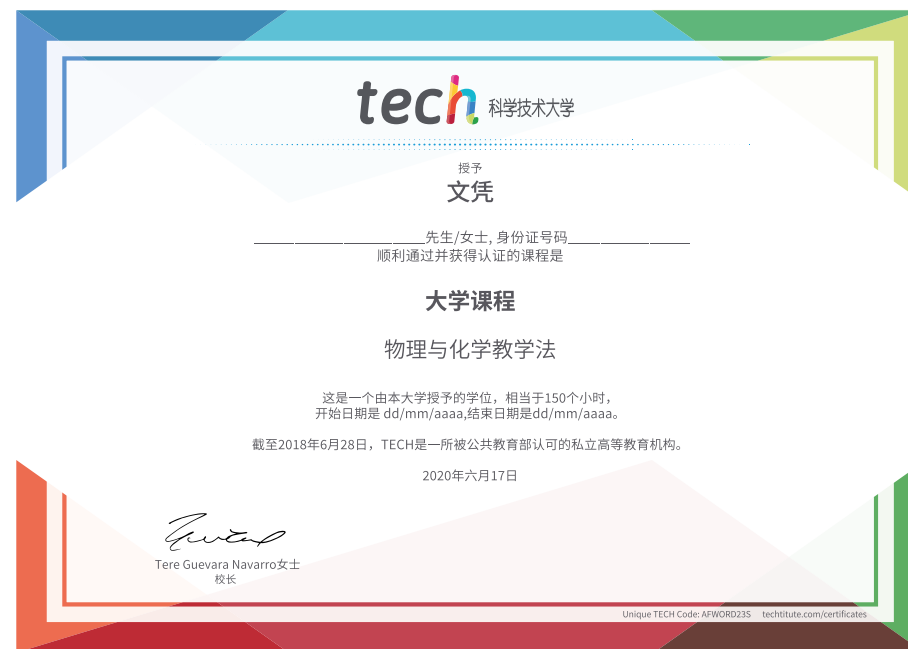 tech 科学技术大学
授予
文凭
____________________先生/女士, 身份证号码______________
顺利通过并获得认证的课程是
大学课程
物理与化学教学法
这是一个由本大学授予的学位，相当于150个小时，
开始日期是 dd/mm/aaaa,结束日期是dd/mm/aaaa。
截至2018年6月28日，TECH是一所被公共教育部认可的私立高等教育机构。
2020年六月17日
Tere Guevara Navarro女士
校长
Unique TECH Code: AFWORD23S techtitute.com/certificates